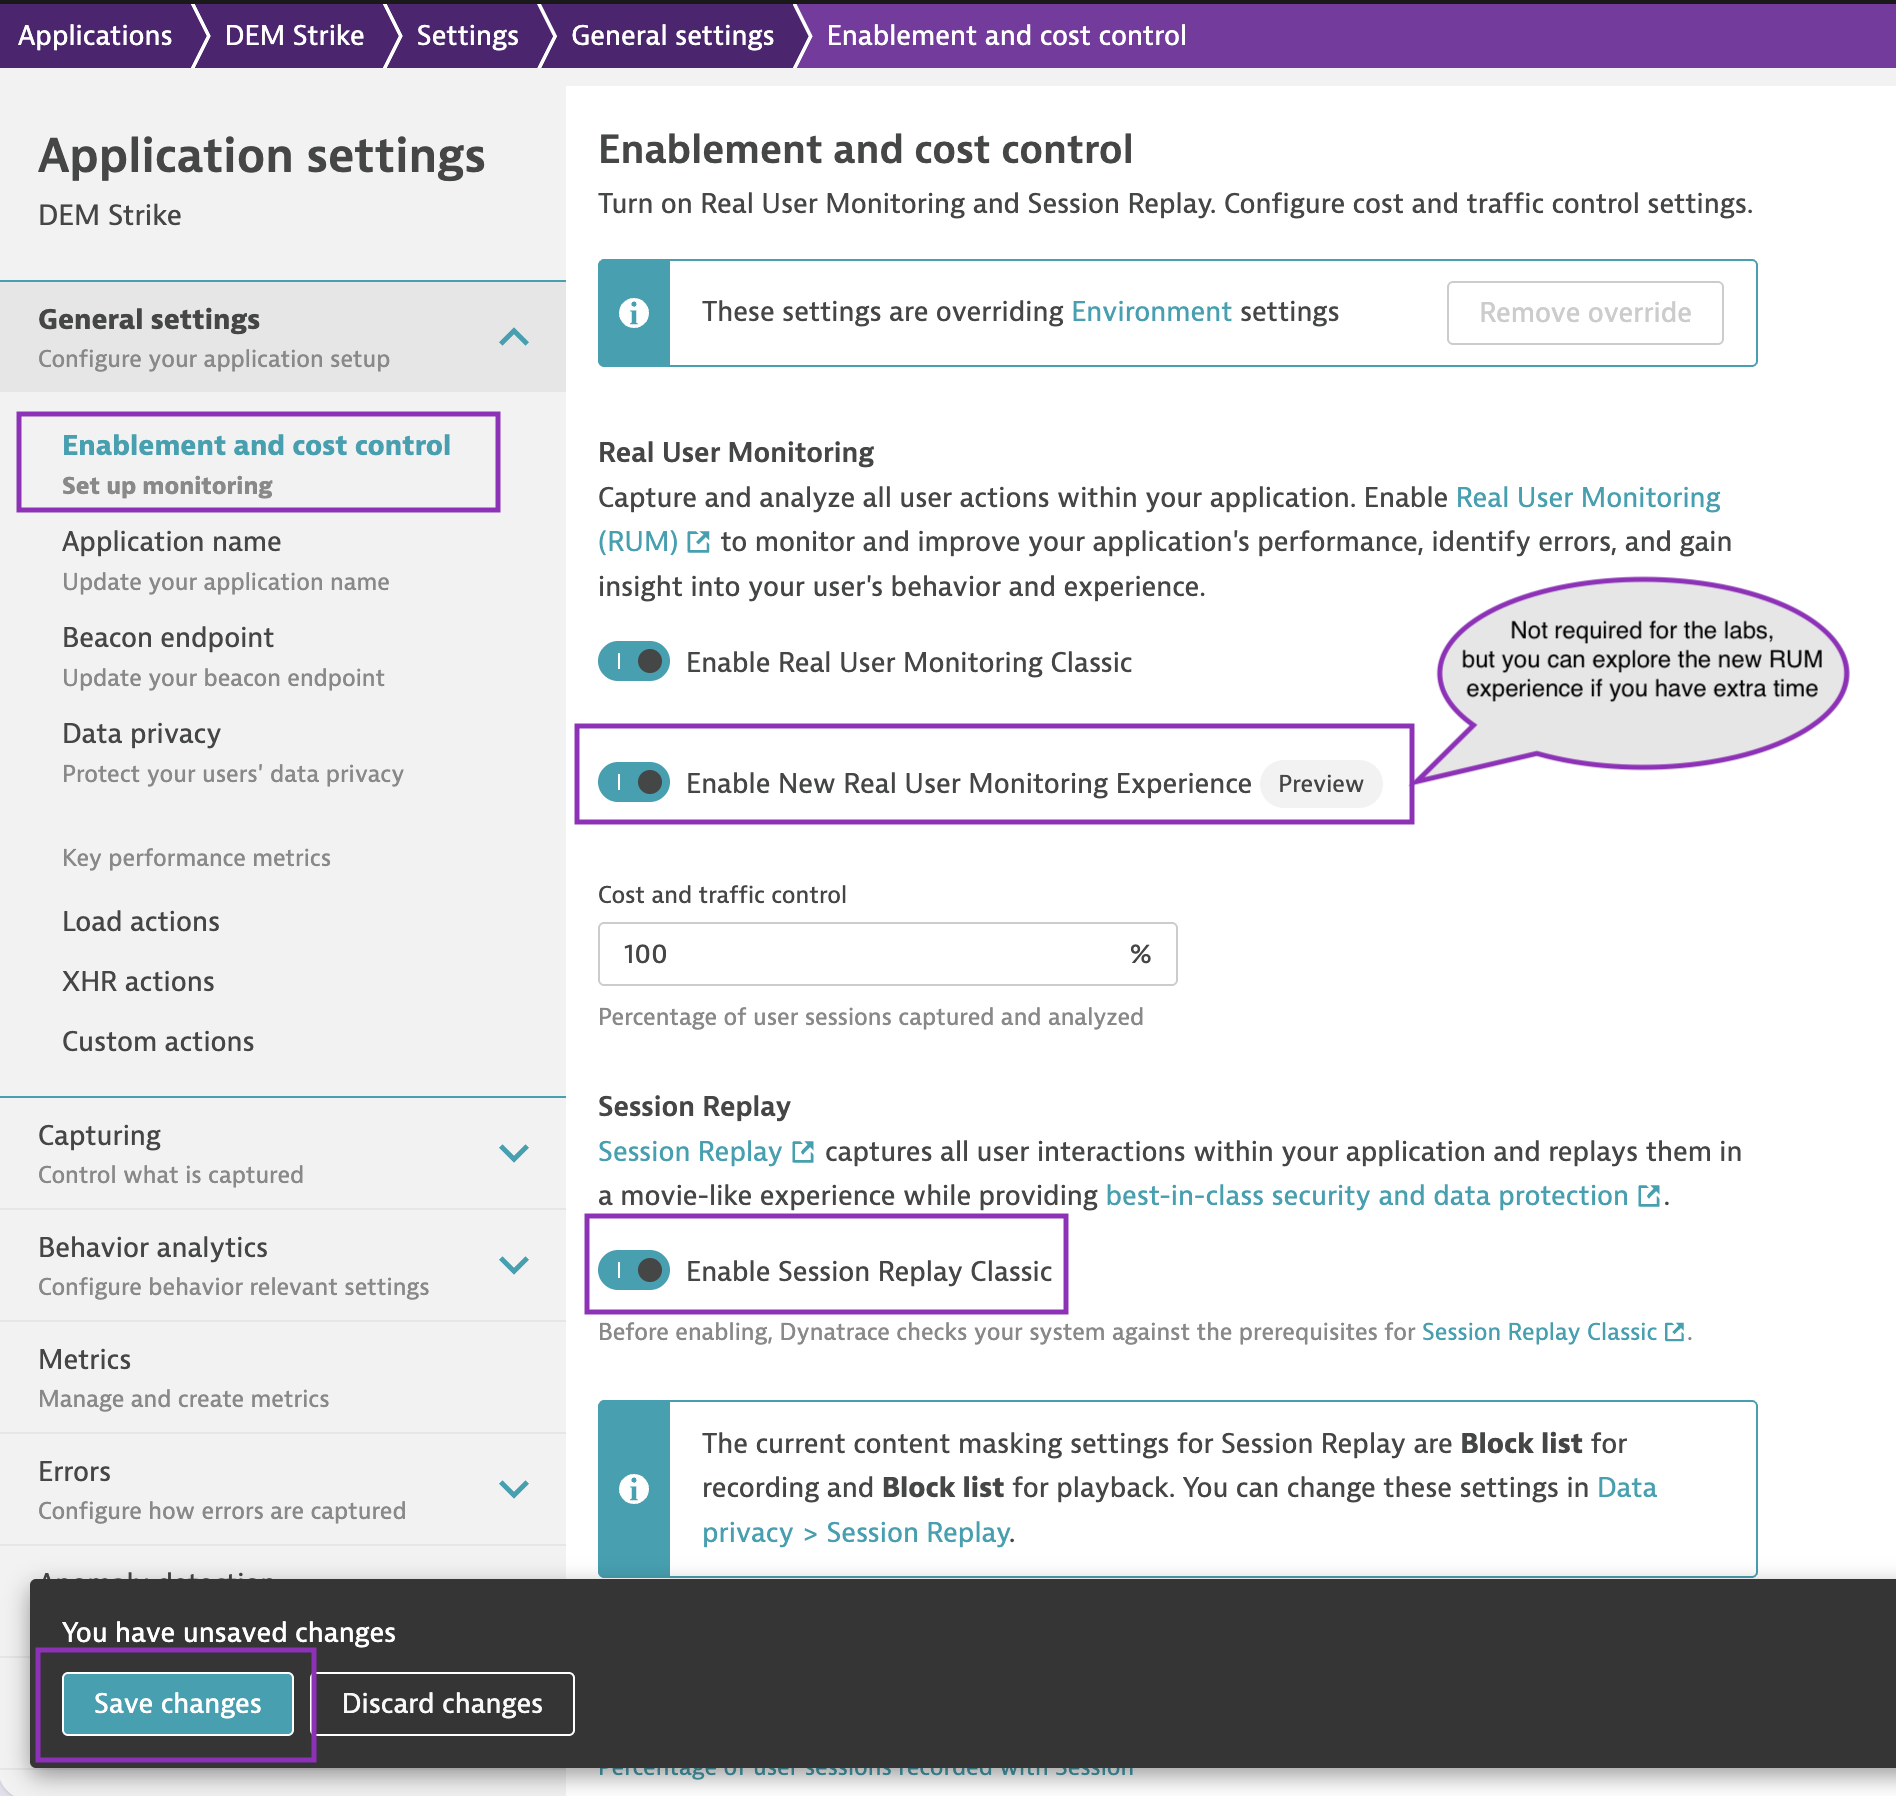 Applications
DEM Strike
Settings
General settings
Enablement and cost control
Application settings
DEM Strike
General settings
Configure your application setup
Enablement and cost control
Set up monitoring
Application name
Update your application name
Beacon endpoint
Update your beacon endpoint
Data privacy
Protect your users' data privacy
Key performance metrics
Load actions
XHR actions
Custom actions
Capturing
Control what is captured
Behavior analytics
Configure behavior relevant settings
Metrics
Manage and create metrics
Errors
Configure how errors are captured
Anomaly detection
Enablement and cost control
Turn on Real User Monitoring and Session Replay. Configure cost and traffic control settings.
These settings are overriding Environment settings
Remove override
Real User Monitoring
Capture and analyze all user actions within your application. Enable Real User Monitoring
(RUM) to monitor and improve your application's performance, identify errors, and gain
insight into your user's behavior and experience.
Enable Real User Monitoring Classic
Not required for the labs,
but you can explore the new RUM
experience if you have extra time
Enable New Real User Monitoring Experience Preview
Cost and traffic control
100 %
Percentage of user sessions captured and analyzed
Session Replay
Session Replay captures all user interactions within your application and replays them in
a movie-like experience while providing best-in-class security and data protection.
Enable Session Replay Classic
Before enabling, Dynatrace checks your system against the prerequisites for Session Replay Classic.
The current content masking settings for Session Replay are Block list for
recording and Block list for playback. You can change these settings in Data
privacy > Session Replay.
You have unsaved changes
Save changes
Discard changes
Percentage of user sessions recorded with Session